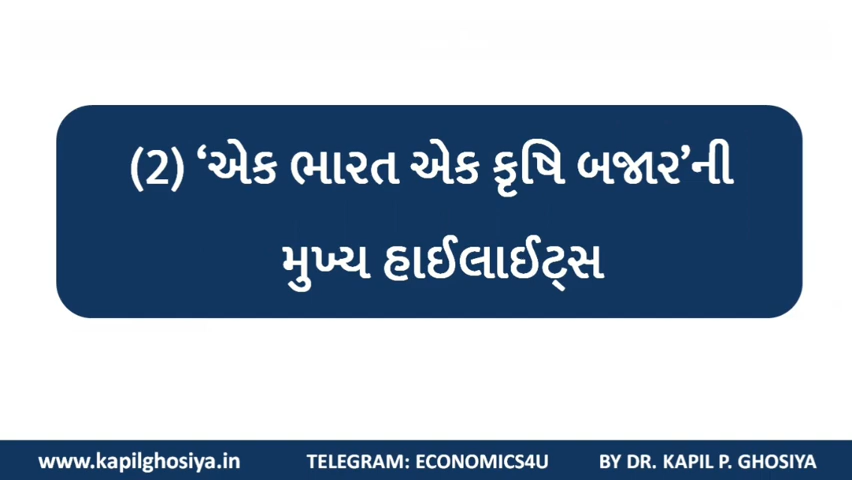 (2) ‘એક ભારત એક કૃષિ બજાર’ની
મુખ્ય હાઈલાઈટ્સ
www.kapilghosiya.in TELEGRAM: ECONOMICS4U BY DR. KAPIL P. GHOSIYA